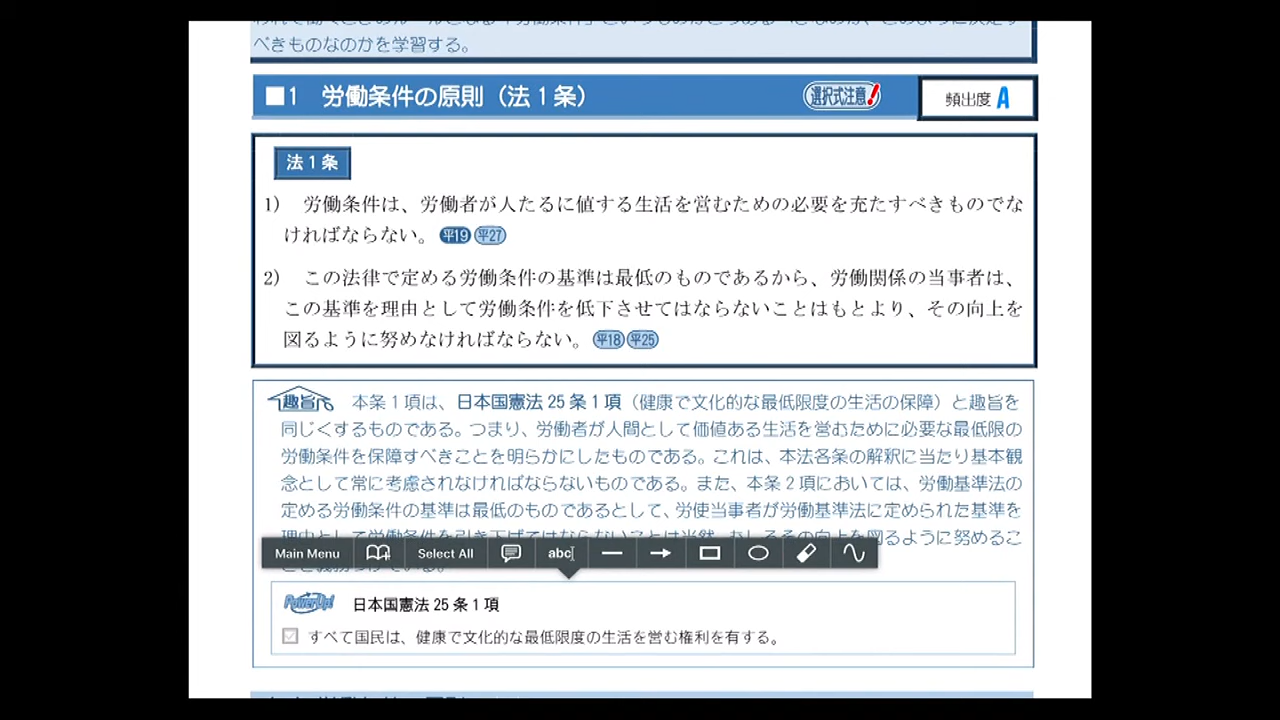 べきものなのかを学習する。
■1 労働条件の原則（法１条） 選択式注意！ 頻出度 A
法１条
1) 労働条件は、労働者が人たるに値する生活を営むための必要を充たすべきものでな
ければならない。 平19 平27
2) この法律で定める労働条件の基準は最低のものであるから、労働関係の当事者は、
この基準を理由として労働条件を低下させてはならないことはもとより、その向上を
図るように努めなければならない。 平18 平25
趣旨 本条１項は、日本国憲法25条１項（健康で文化的な最低限度の生活の保障）と趣旨を
同じくするものである。つまり、労働者が人間として価値ある生活を営むために必要な最低限の
労働条件を保障すべきことを明らかにしたものである。これは、本法各条の解釈に当たり基本観
念として常に考慮されなければならないものである。また、本条２項においては、労働基準法の
定める労働条件の基準は最低のものであるとして、労使当事者が労働基準法に定められた基準を
図るように努めるこ
Main Menu Select All abc
PowerUp! 日本国憲法25条１項
すべて国民は、健康で文化的な最低限度の生活を営む権利を有する。